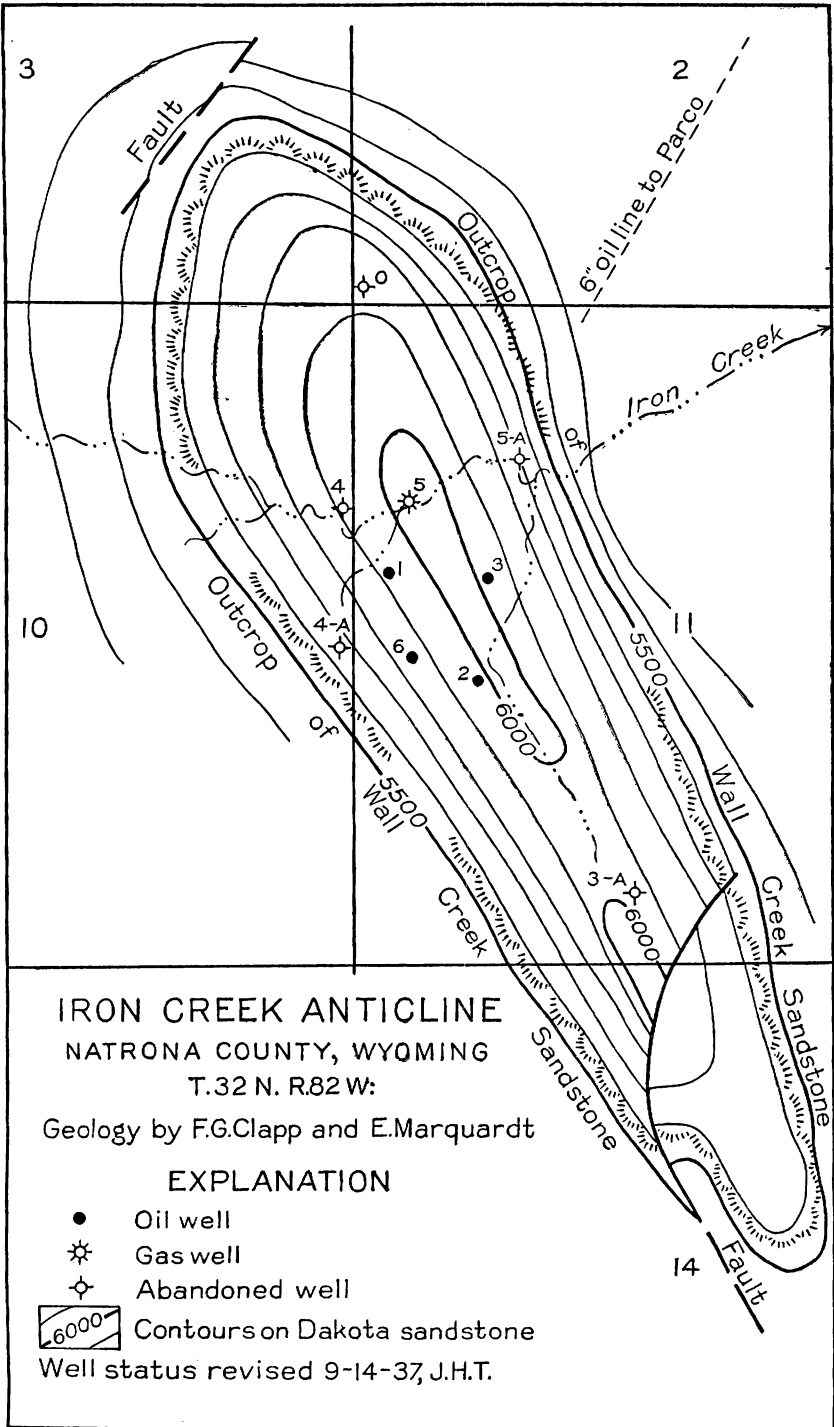 3
2
Fault
6" oil line to Parco
Outcrop
0
Iron Creek
of
5-A
4
5
1
3
10
Outcrop
4-A
11
6
2
5500
6000
of
5500
Wall
Wall
3-A
6000
Creek
Creek
Sandstone
Sandstone
IRON CREEK ANTICLINE
NATRONA COUNTY, WYOMING
T.32 N. R.82 W:
Geology by F.G.Clapp and E.Marquardt
EXPLANATION
Oil well
Gas well
Abandoned well
6000 Contours on Dakota sandstone
Well status revised 9-14-37, J.H.T.
14
Fault